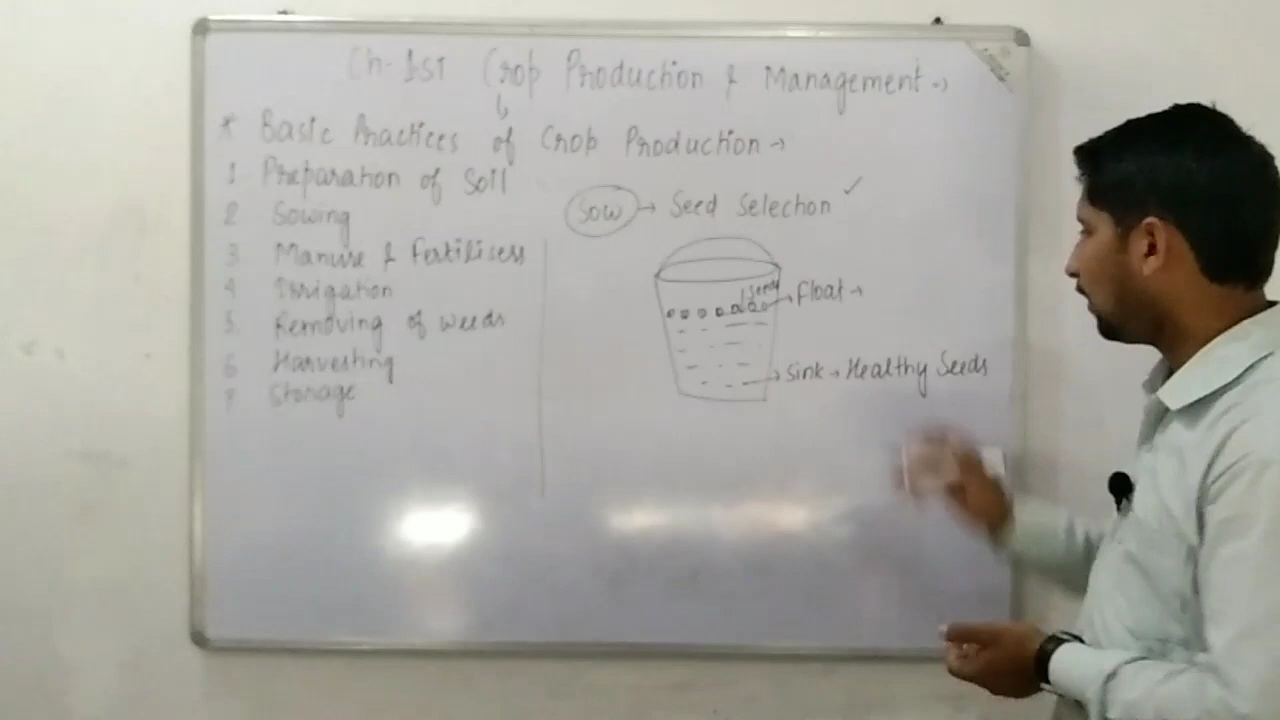 Ch-1st Crop Production & Management →
* Basic Practices of Crop Production →
1 Preparation of Soil
2 Sowing
3 Manure & Fertilisers
4 Irrigation
5 Removing of weeds
6 Harvesting
7 Storage
Sow → Seed Selection ✓
Seed
→ Float →
→ Sink → Healthy Seeds